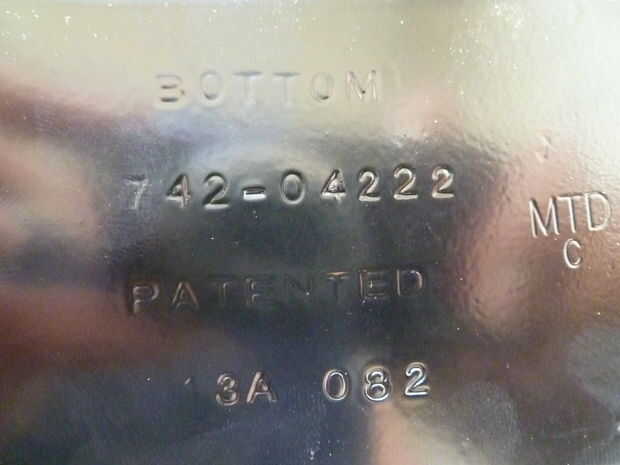 BOTTOM
742-04222
MTD
C
PATENTED
13A 082